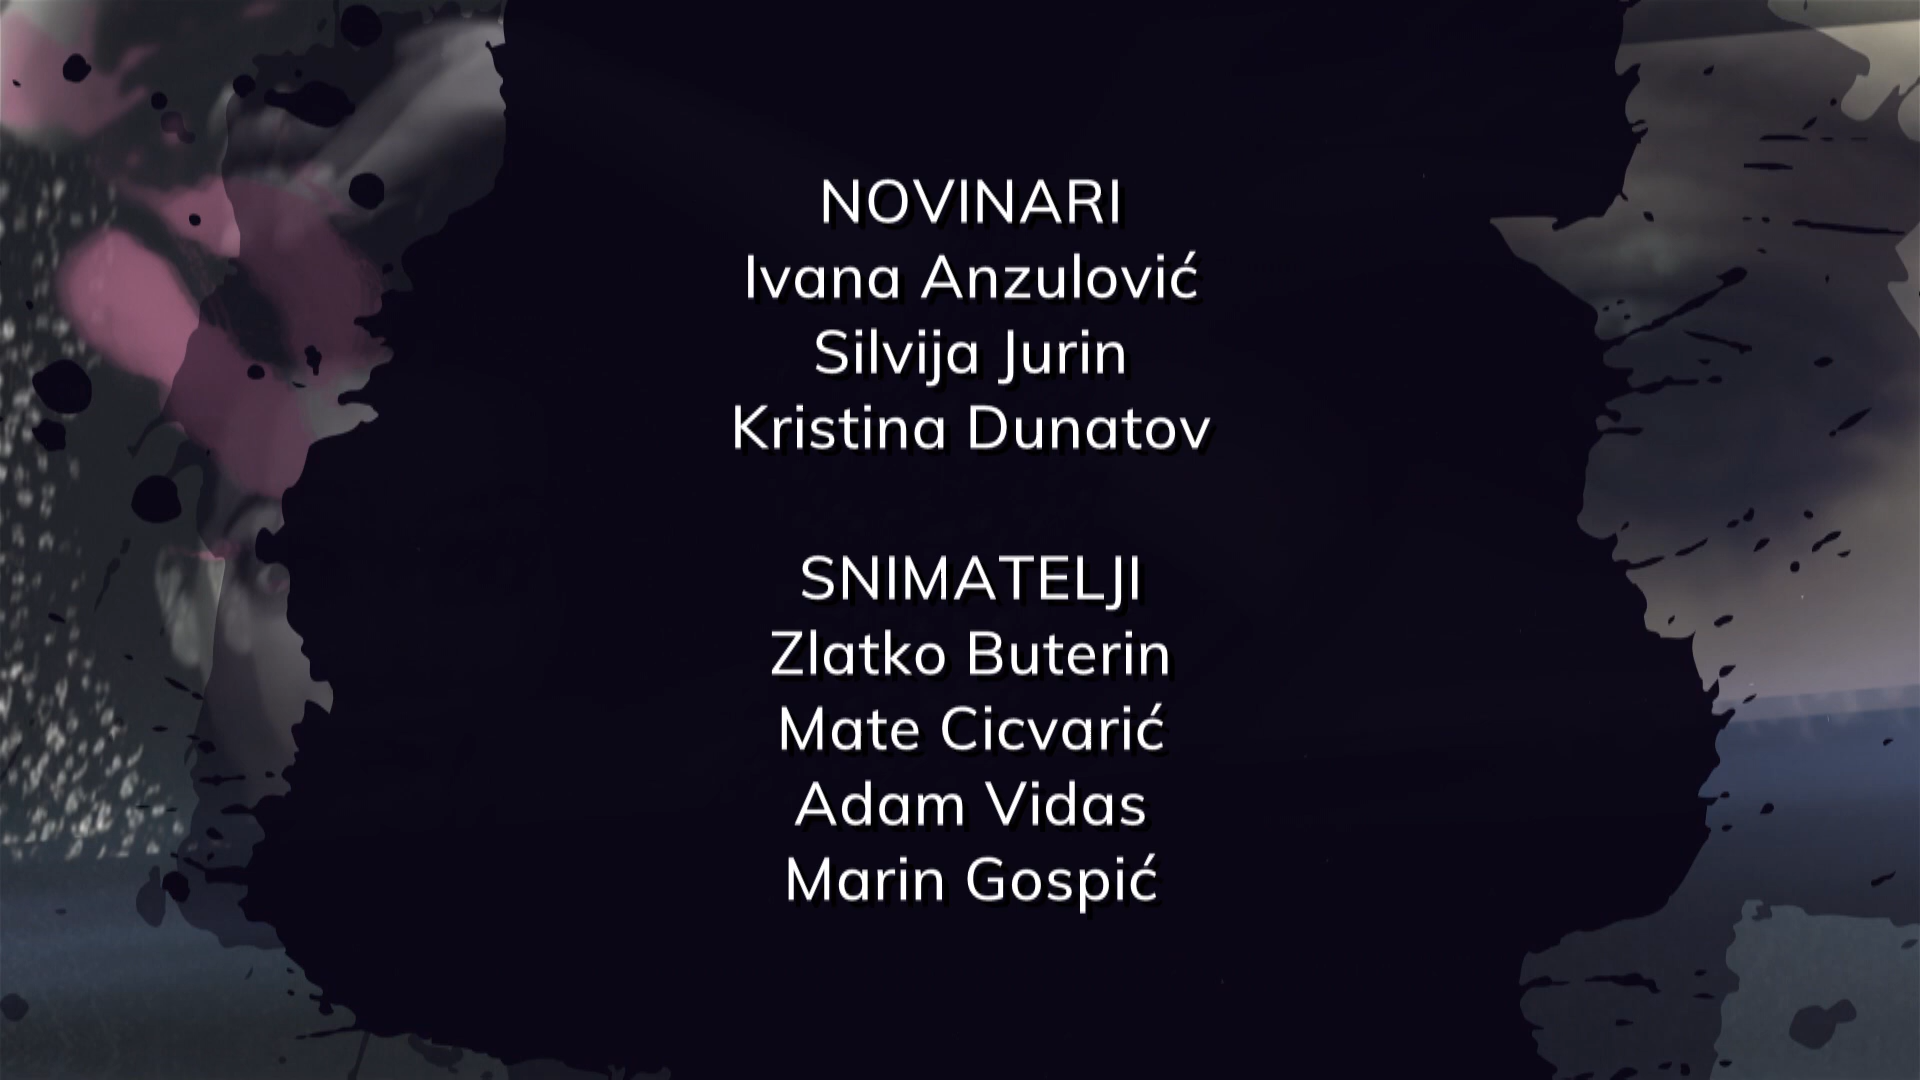 NOVINARI
Ivana Anzulović
Silvija Jurin
Kristina Dunatov
SNIMATELJI
Zlatko Buterin
Mate Cicvarić
Adam Vidas
Marin Gospić